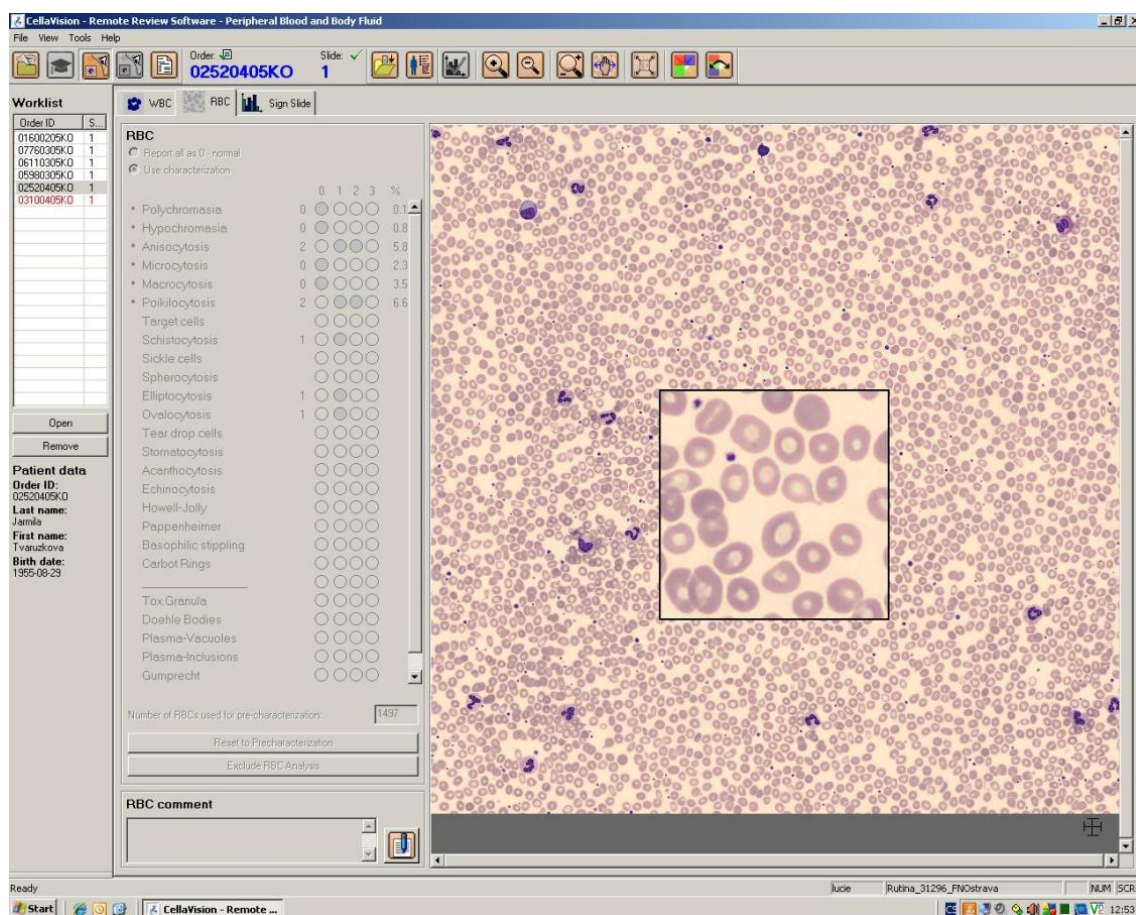 CellaVision - Remote Review Software - Peripheral Blood and Body Fluid
File View Tools Help
Order: Slide:
02520405KO 1
Worklist
Order ID S...
01600205KO 1
07760305KO 1
06110305KO 1
05980305KO 1
02520405KO 1
03100405KO 1
Open
Remove
Patient data
Order ID:
02520405KO
Last name:
Jarmila
First name:
Tvaruzkova
Birth date:
1955-08-29
WBC RBC Sign Slide
RBC
Report all as 0 - normal
Use characterization
0 1 2 3 %
Polychromasia 0 0.1
Hypochromasia 0 0.8
Anisocytosis 2 5.8
Microcytosis 0 2.3
Macrocytosis 0 3.5
Poikilocytosis 2 6.6
Target cells
Schistocytosis 1
Sickle cells
Spherocytosis
Elliptocytosis 1
Ovalocytosis 1
Tear drop cells
Stomatocytosis
Acanthocytosis
Echinocytosis
Howell-Jolly
Pappenheimer
Basophilic stippling
Carbot Rings
Tox.Granula
Doehle Bodies
Plasma-Vacuoles
Plasma-Inclusions
Gumprecht
Number of RBCs used for pre-characterization: 1497
Reset to Precharacterization
Exclude RBC Analysis
RBC comment
Ready lucie Rutina_31296_FNOstrava NUM SCR
Start CellaVision - Remote ... CS 12:53